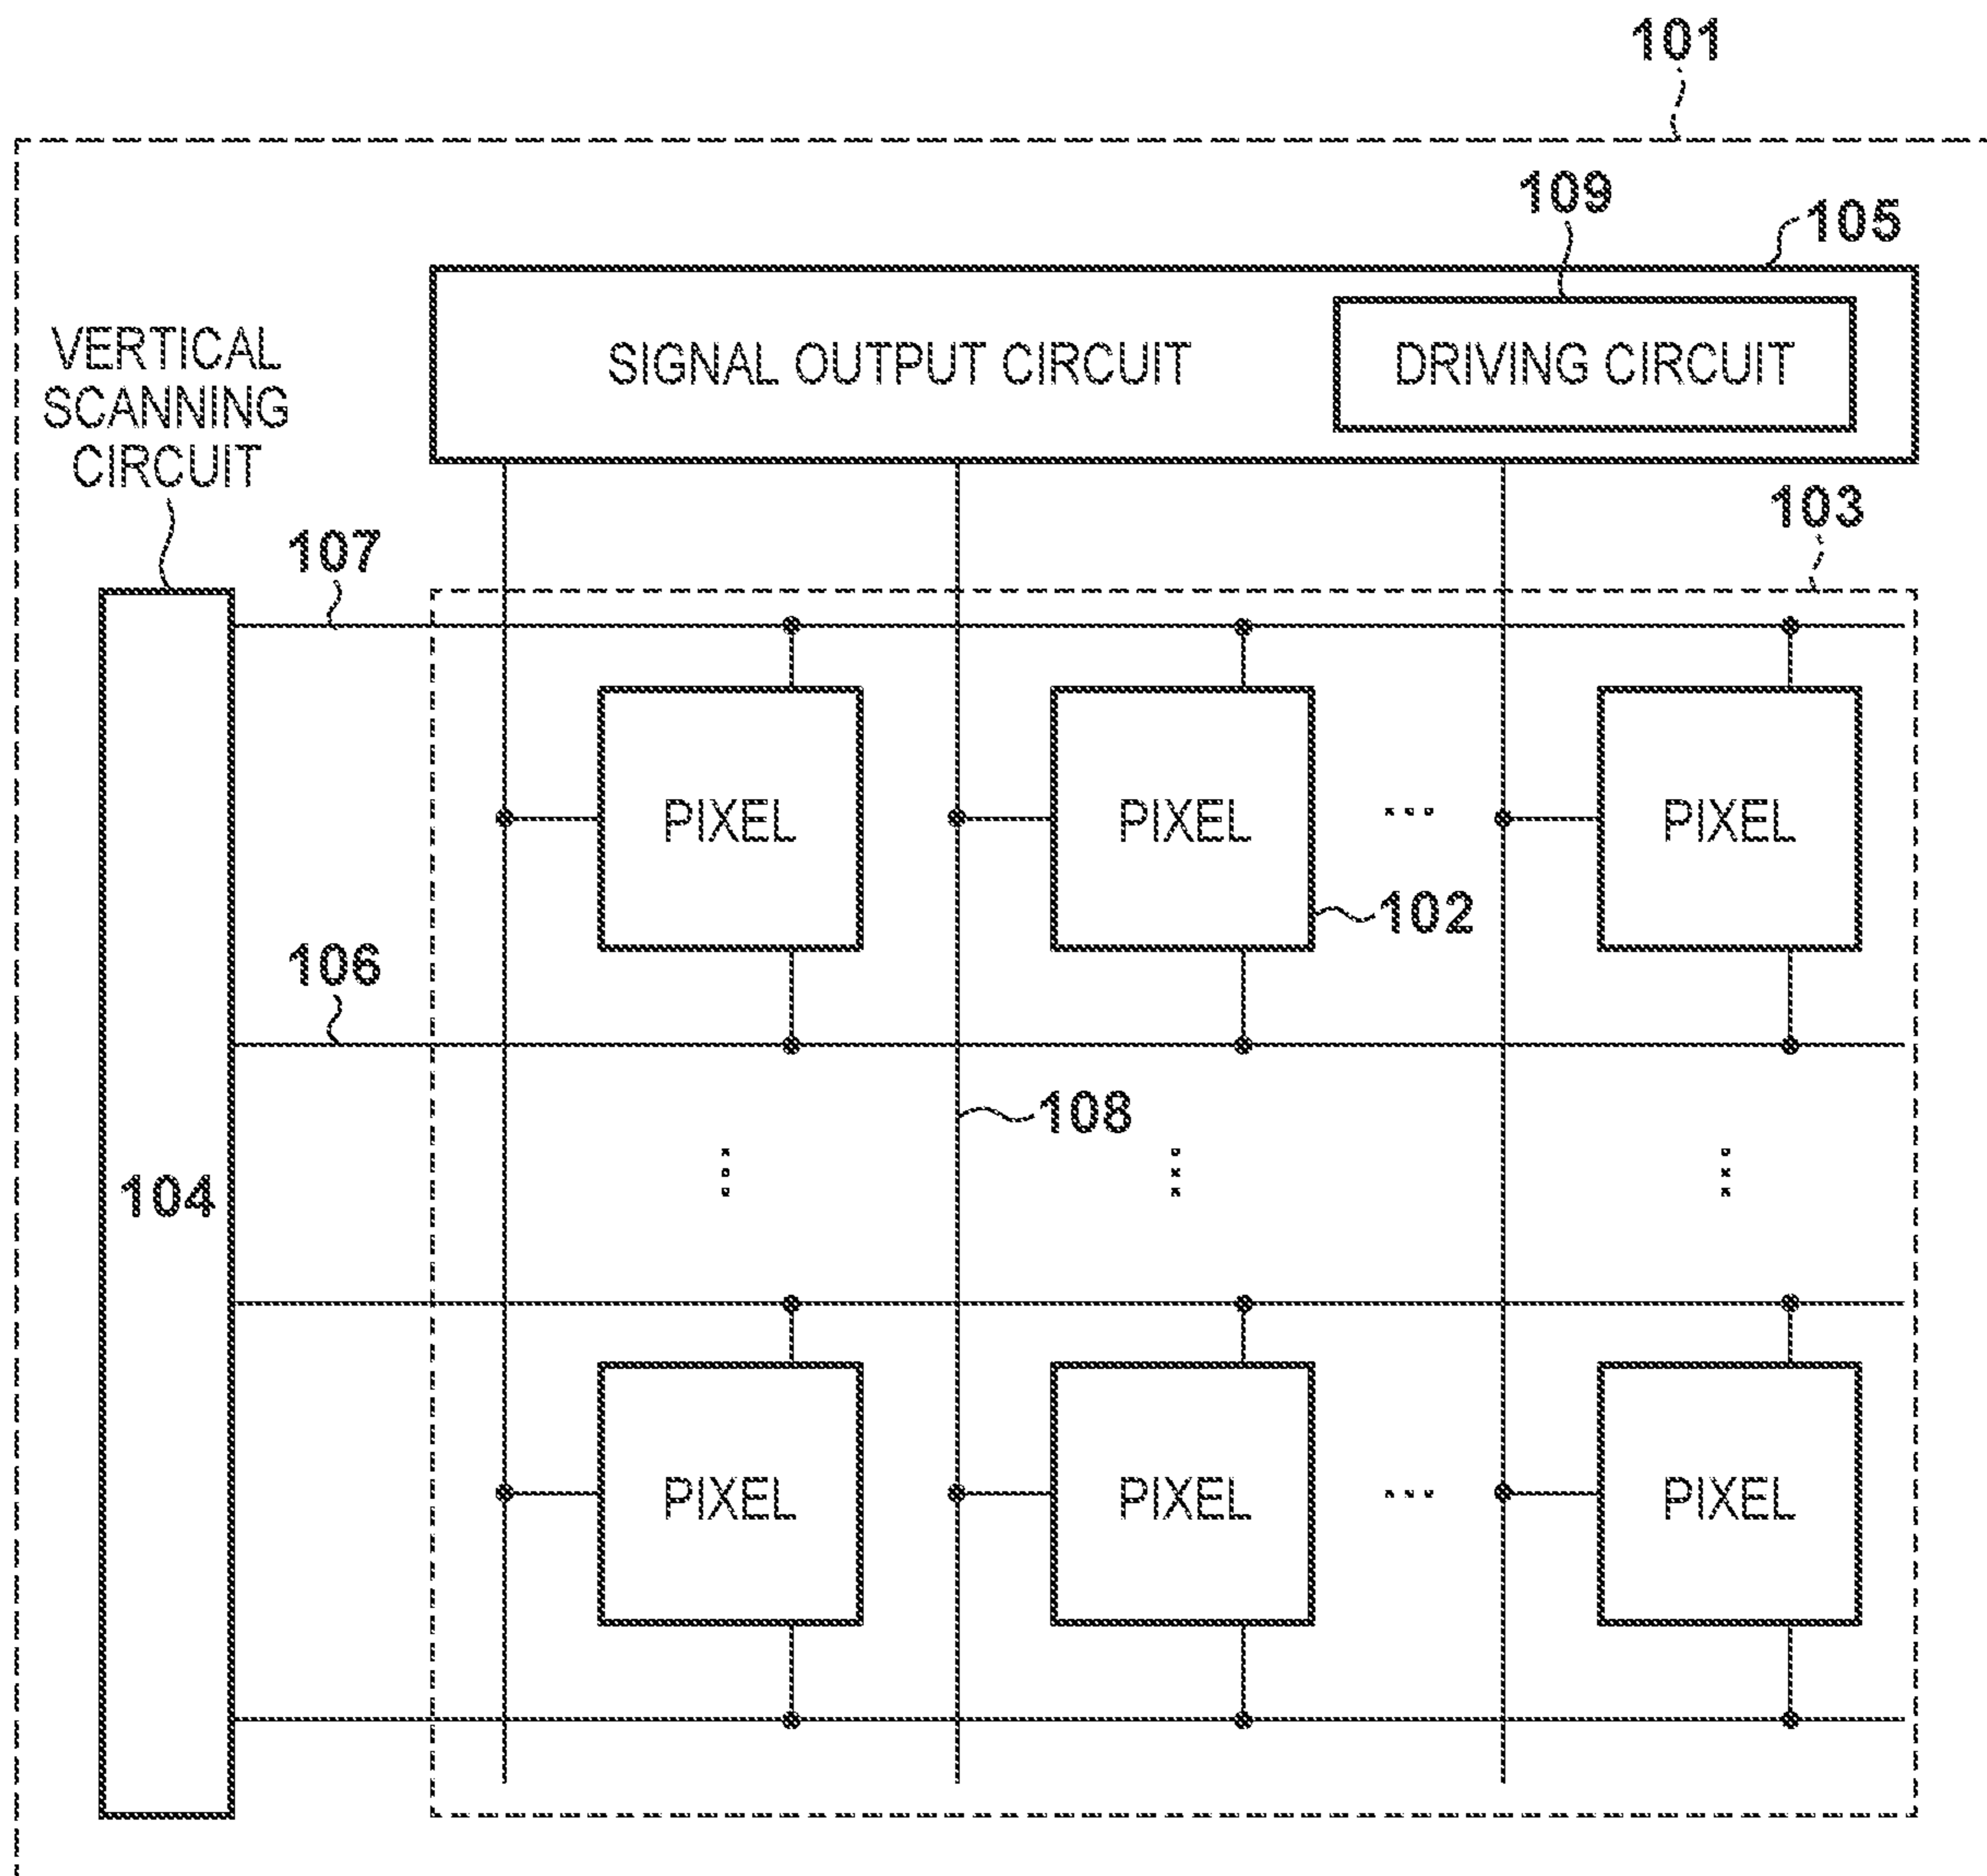 101
109
105
VERTICAL
SCANNING
CIRCUIT
SIGNAL OUTPUT CIRCUIT
DRIVING CIRCUIT
103
107
PIXEL
PIXEL
...
PIXEL
102
106
108
104
PIXEL
PIXEL
...
PIXEL